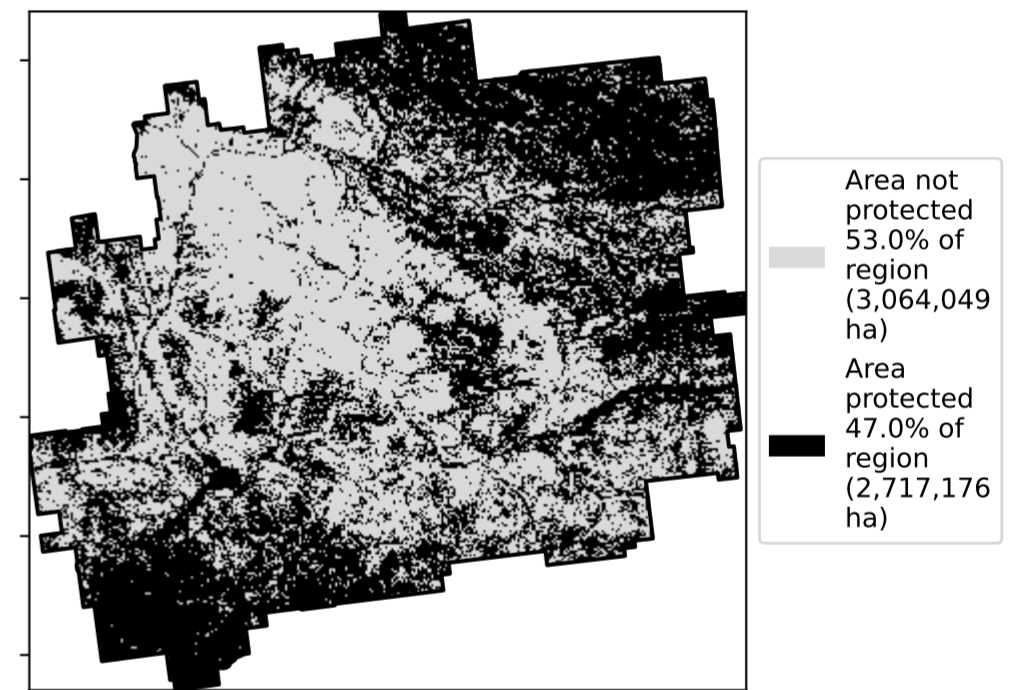 Area not
protected
53.0% of
region
(3,064,049
ha)
Area
protected
47.0% of
region
(2,717,176
ha)